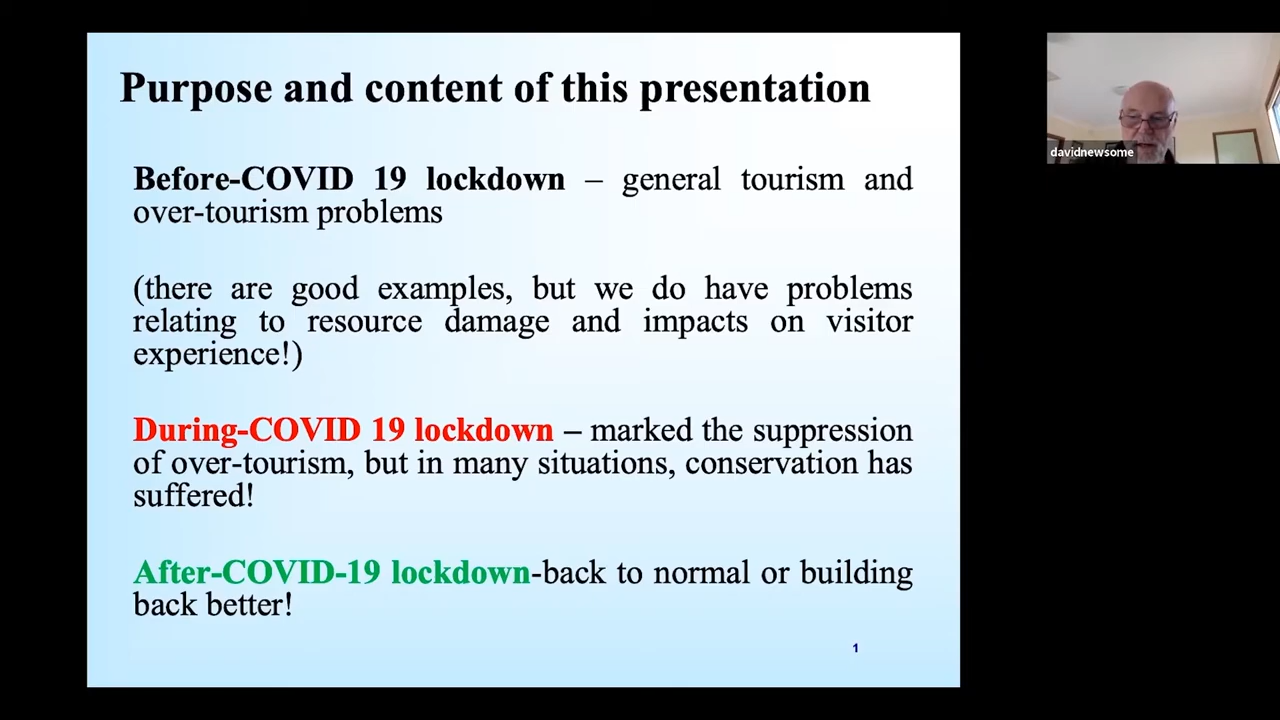 Purpose and content of this presentation
Before-COVID 19 lockdown – general tourism and
over-tourism problems
(there are good examples, but we do have problems
relating to resource damage and impacts on visitor
experience!)
During-COVID 19 lockdown – marked the suppression
of over-tourism, but in many situations, conservation has
suffered!
After-COVID-19 lockdown-back to normal or building
back better!
1
davidnewsome